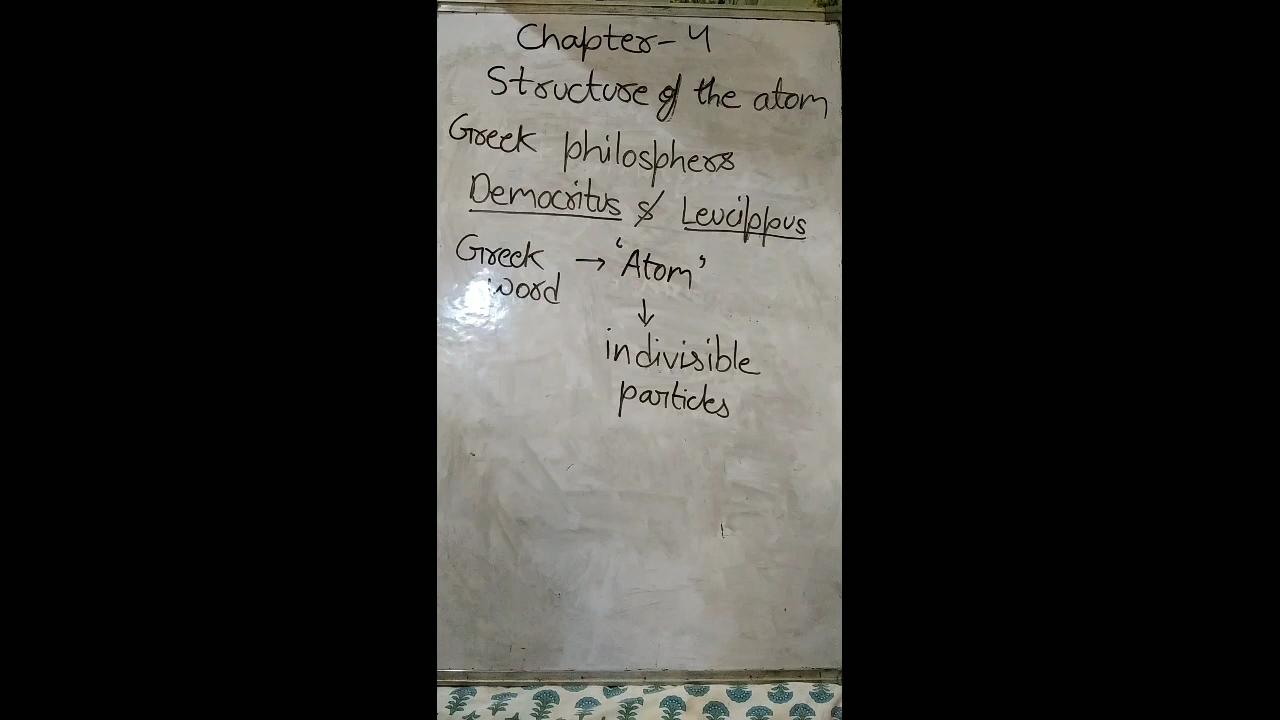 Chapter-4
Structure of the atom
Greek philosphers
Democritus & Leucippus
Greek → 'Atom'
word
↓
indivisible
particles